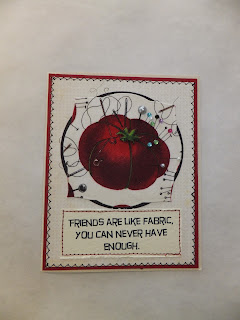 FRIENDS ARE LIKE FABRIC,
YOU CAN NEVER HAVE
ENOUGH.